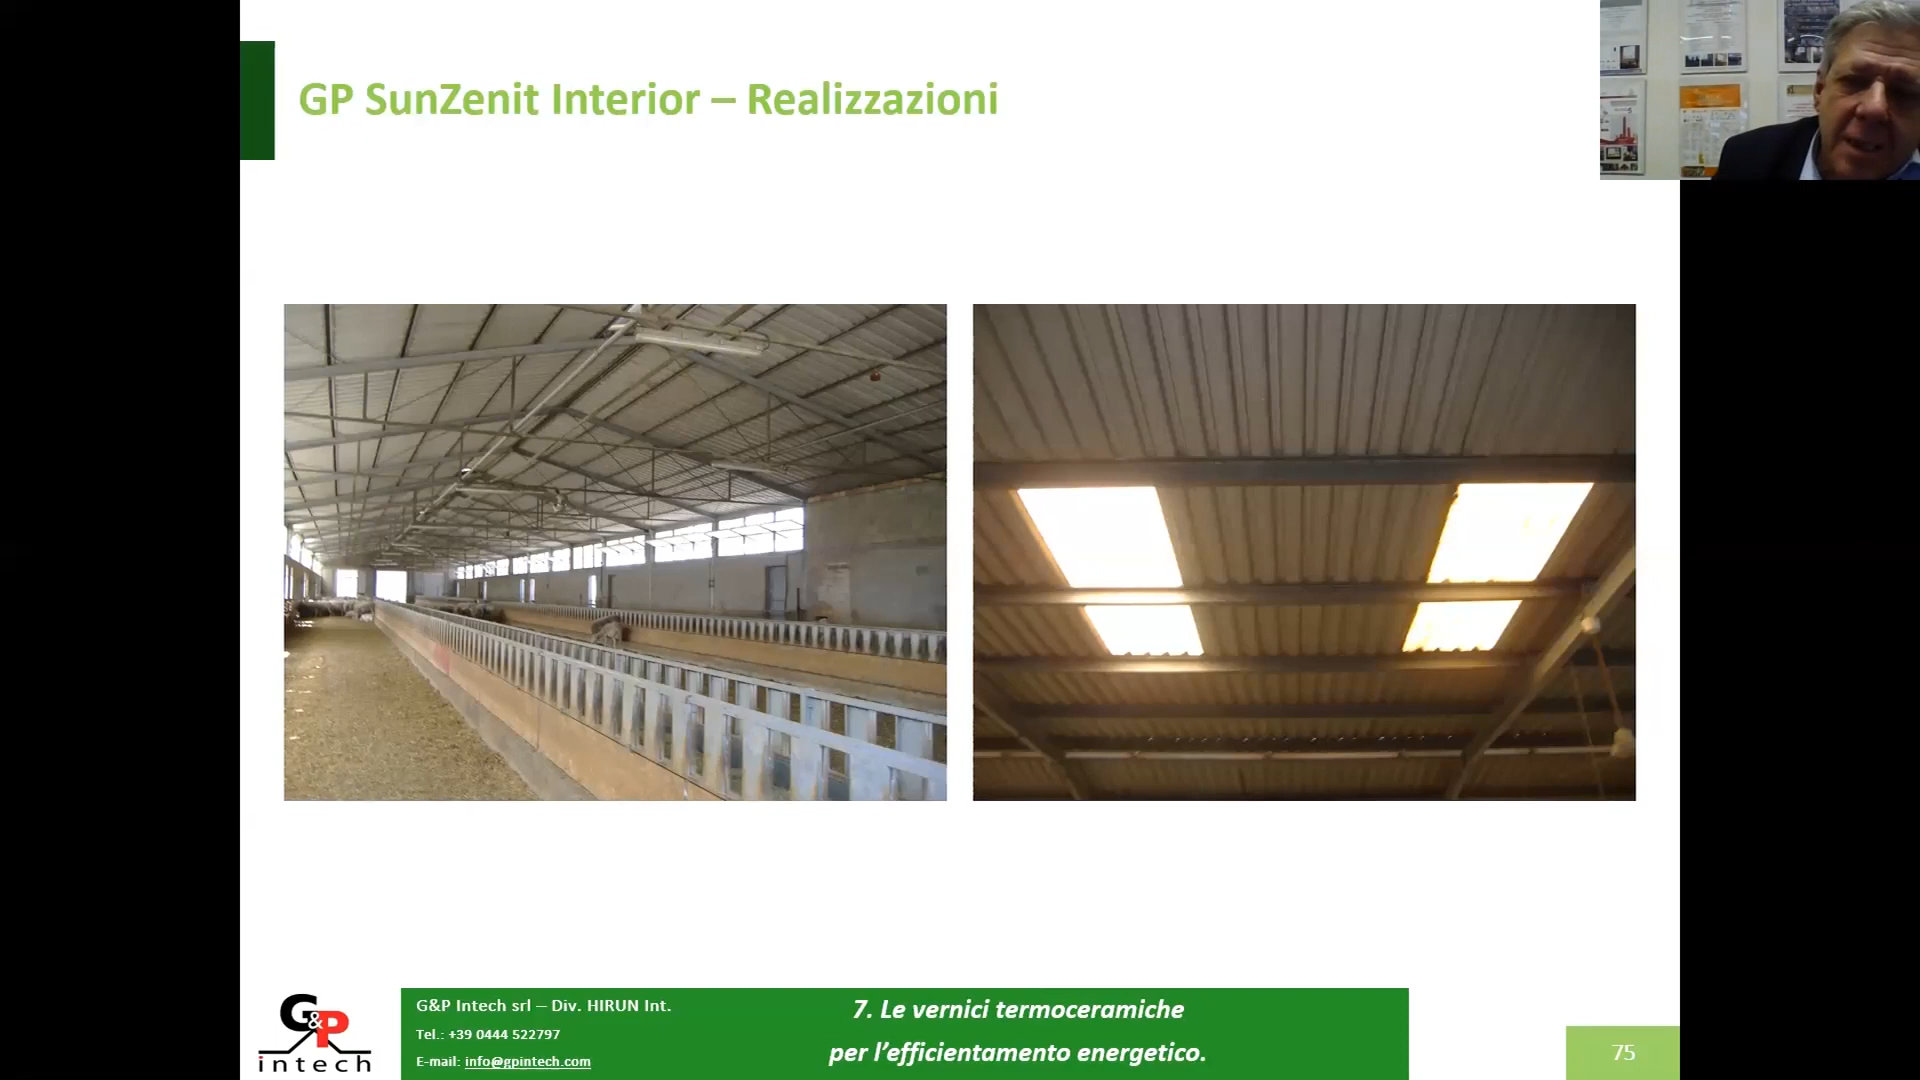 GP SunZenit Interior – Realizzazioni
G&P
intech
G&P Intech srl – Div. HIRUN Int.
Tel.: +39 0444 522797
E-mail: info@gpintech.com
7. Le vernici termoceramiche
per l'efficientamento energetico.
75